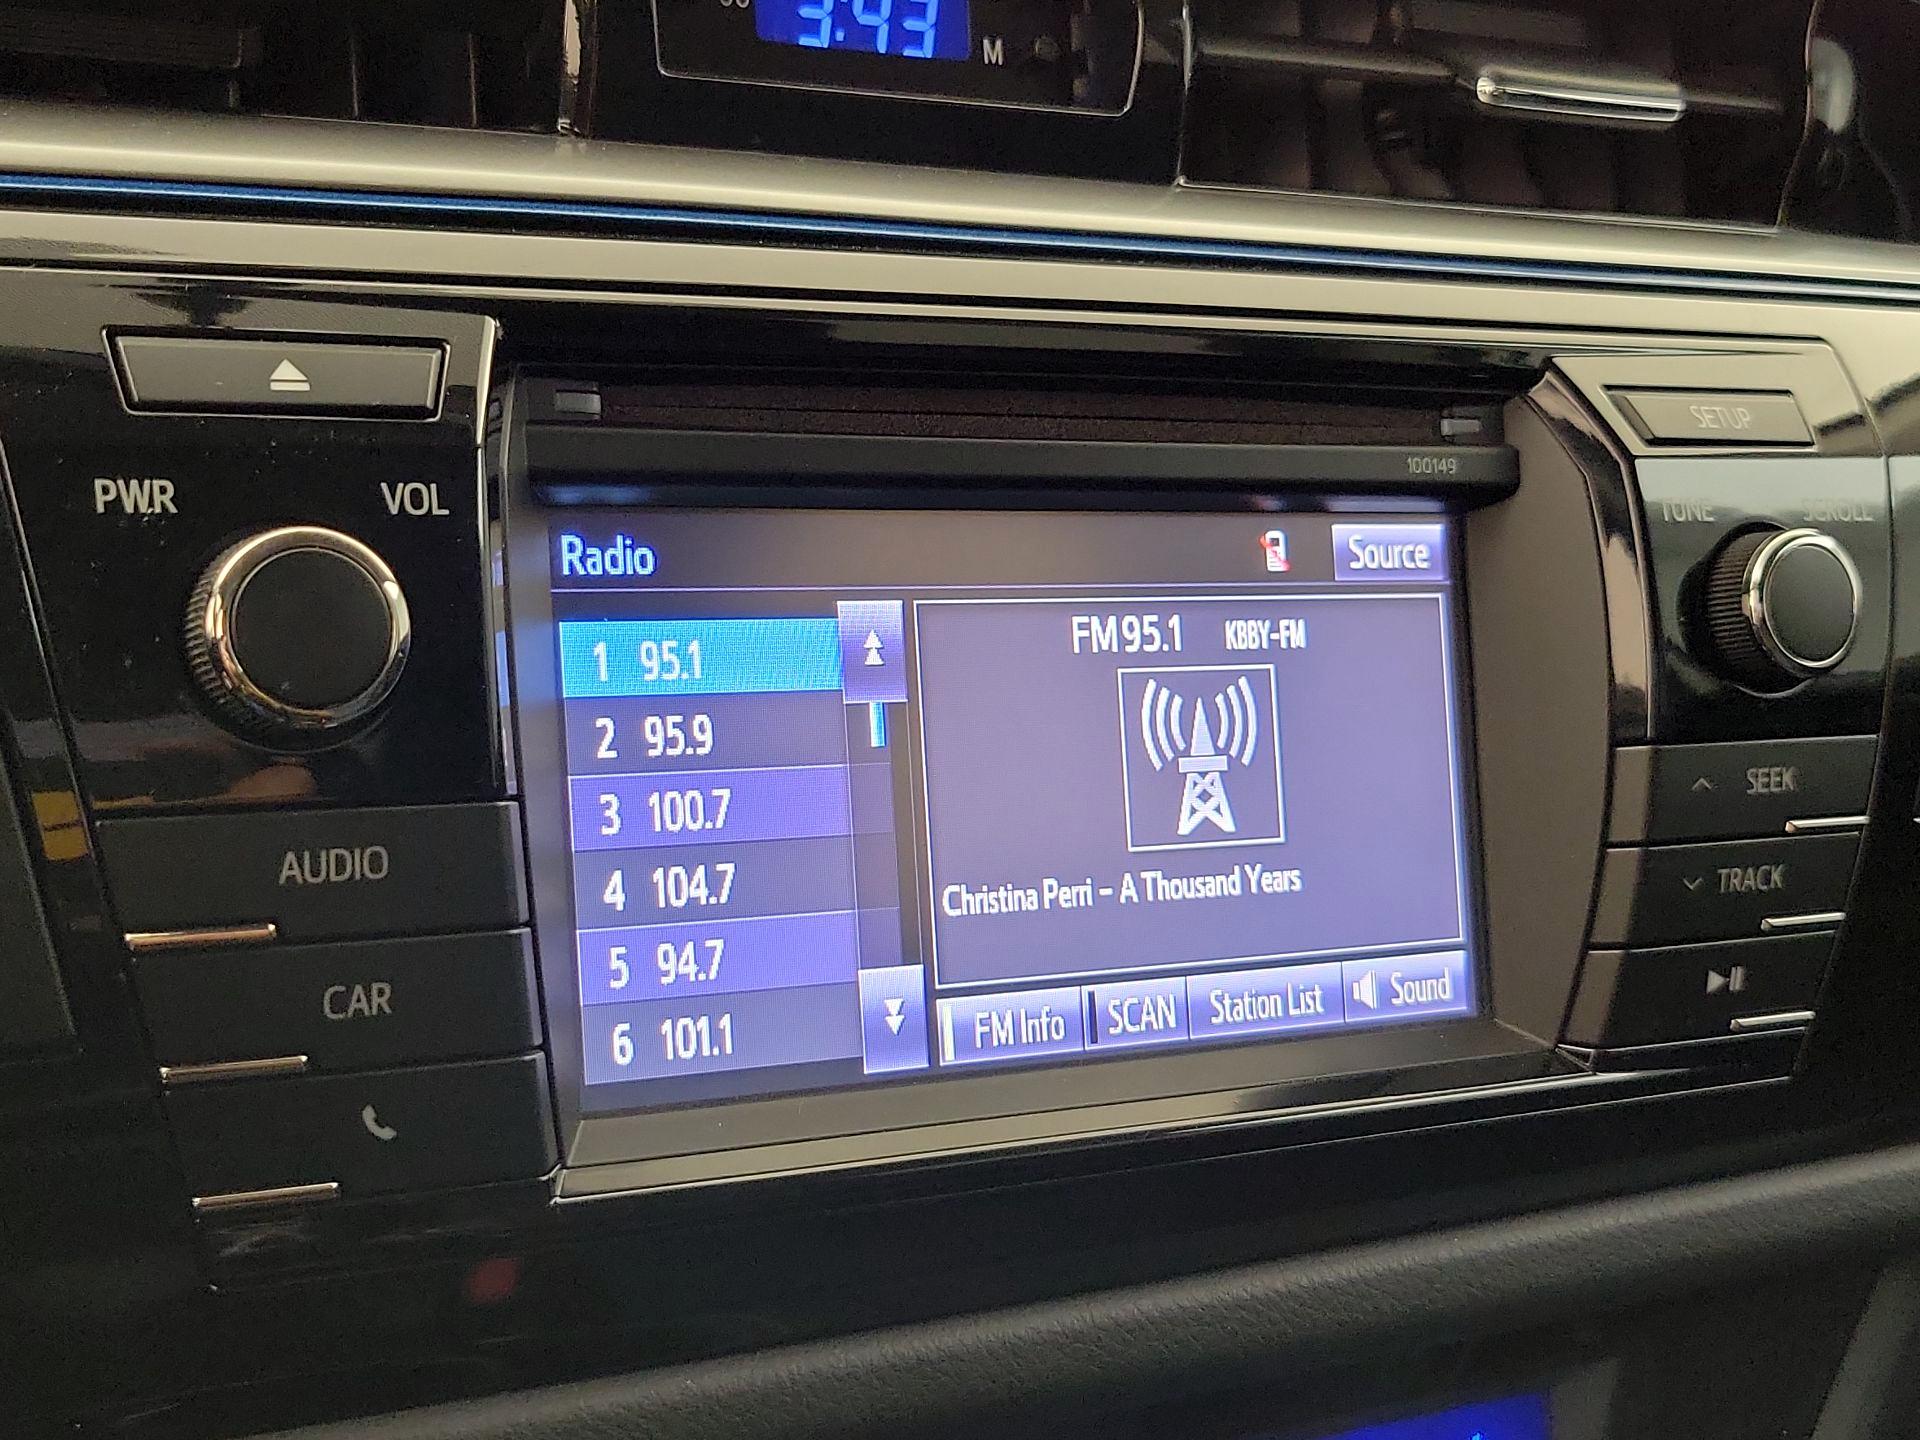 3:43
M
SETUP
100149
PWR VOL
TUNE SCROLL
Radio
Source
1 95.1
2 95.9
3 100.7
4 104.7
5 94.7
6 101.1
FM 95.1 KBBY-FM
Christina Perri - A Thousand Years
FM Info SCAN Station List Sound
AUDIO
CAR
SEEK
TRACK